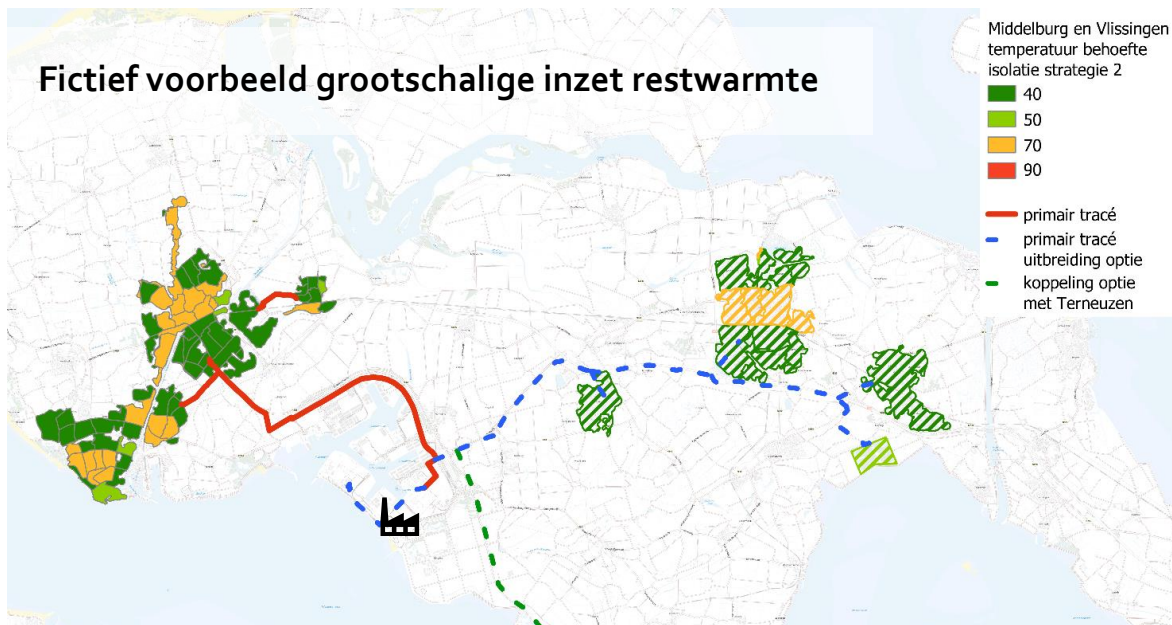 Fictief voorbeeld grootschalige inzet restwarmte
Middelburg en Vlissingen
temperatuur behoefte
isolatie strategie 2
40
50
70
90
primair tracé
primair tracé
uitbreiding optie
koppeling optie
met Terneuzen